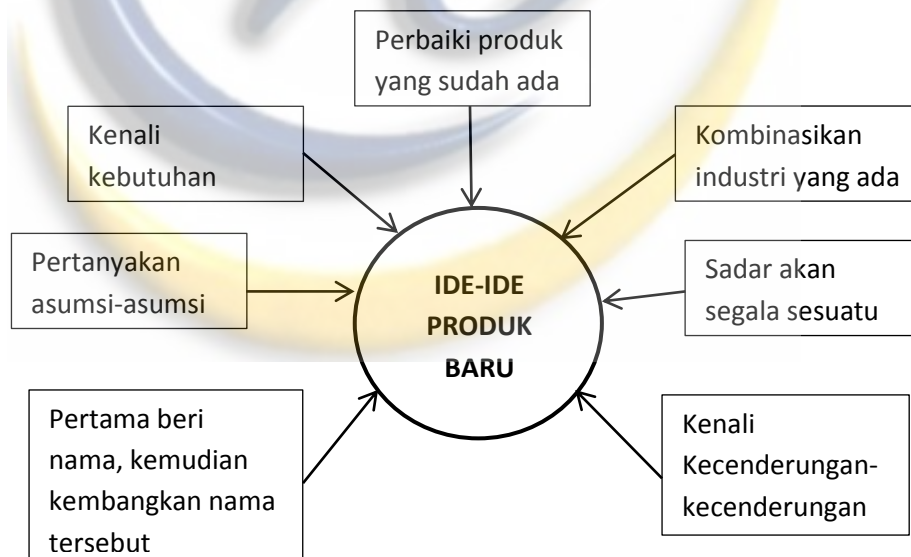 Perbaiki produk
yang sudah ada
Kenali
kebutuhan
Kombinasikan
industri yang ada
Pertanyakan
asumsi-asumsi
IDE-IDE
PRODUK
BARU
Sadar akan
segala sesuatu
Pertama beri
nama, kemudian
kembangkan nama
tersebut
Kenali
Kecenderungan-
kecenderungan